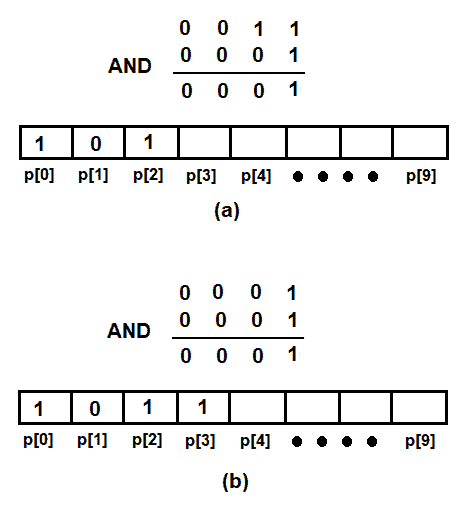 0 0 1 1
AND 0 0 0 1
0 0 0 1
1 0 1
p[0] p[1] p[2] p[3] p[4] • • • • p[9]
(a)
0 0 0 1
AND 0 0 0 1
0 0 0 1
1 0 1 1
p[0] p[1] p[2] p[3] p[4] • • • • p[9]
(b)